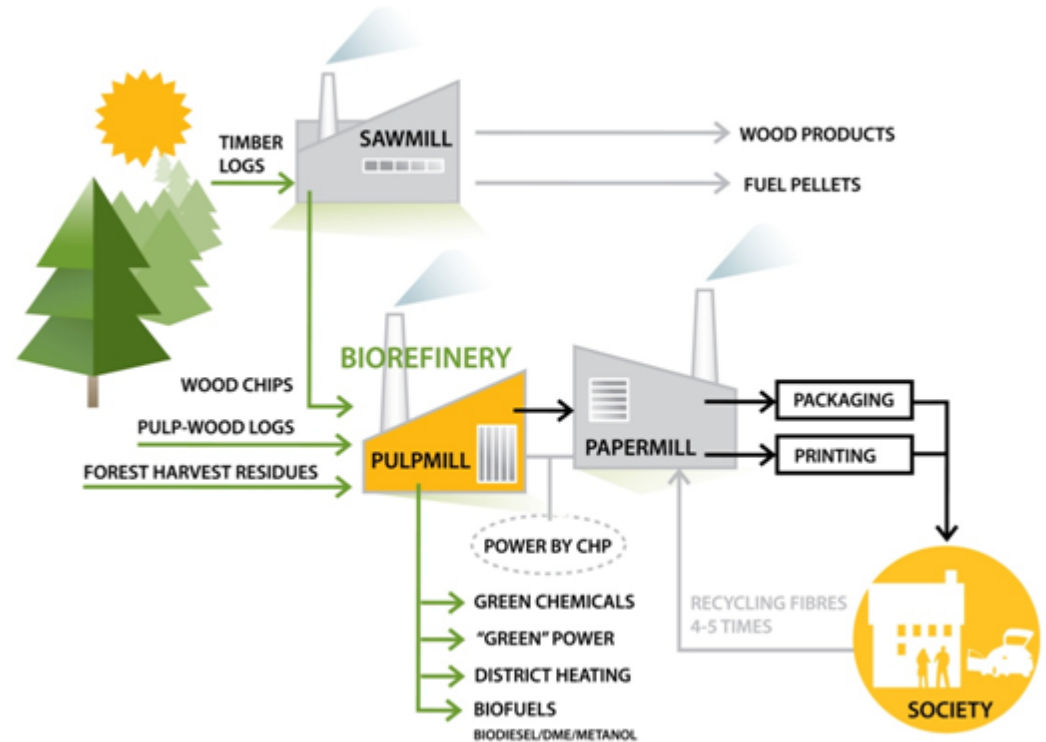 TIMBER
LOGS
SAWMILL
WOOD PRODUCTS
FUEL PELLETS
BIOREFINERY
WOOD CHIPS
PULP-WOOD LOGS
FOREST HARVEST RESIDUES
PULPMILL
PAPERMILL
PACKAGING
PRINTING
POWER BY CHP
GREEN CHEMICALS
"GREEN" POWER
DISTRICT HEATING
BIOFUELS
BIODIESEL/DME/METANOL
RECYCLING FIBRES
4-5 TIMES
SOCIETY